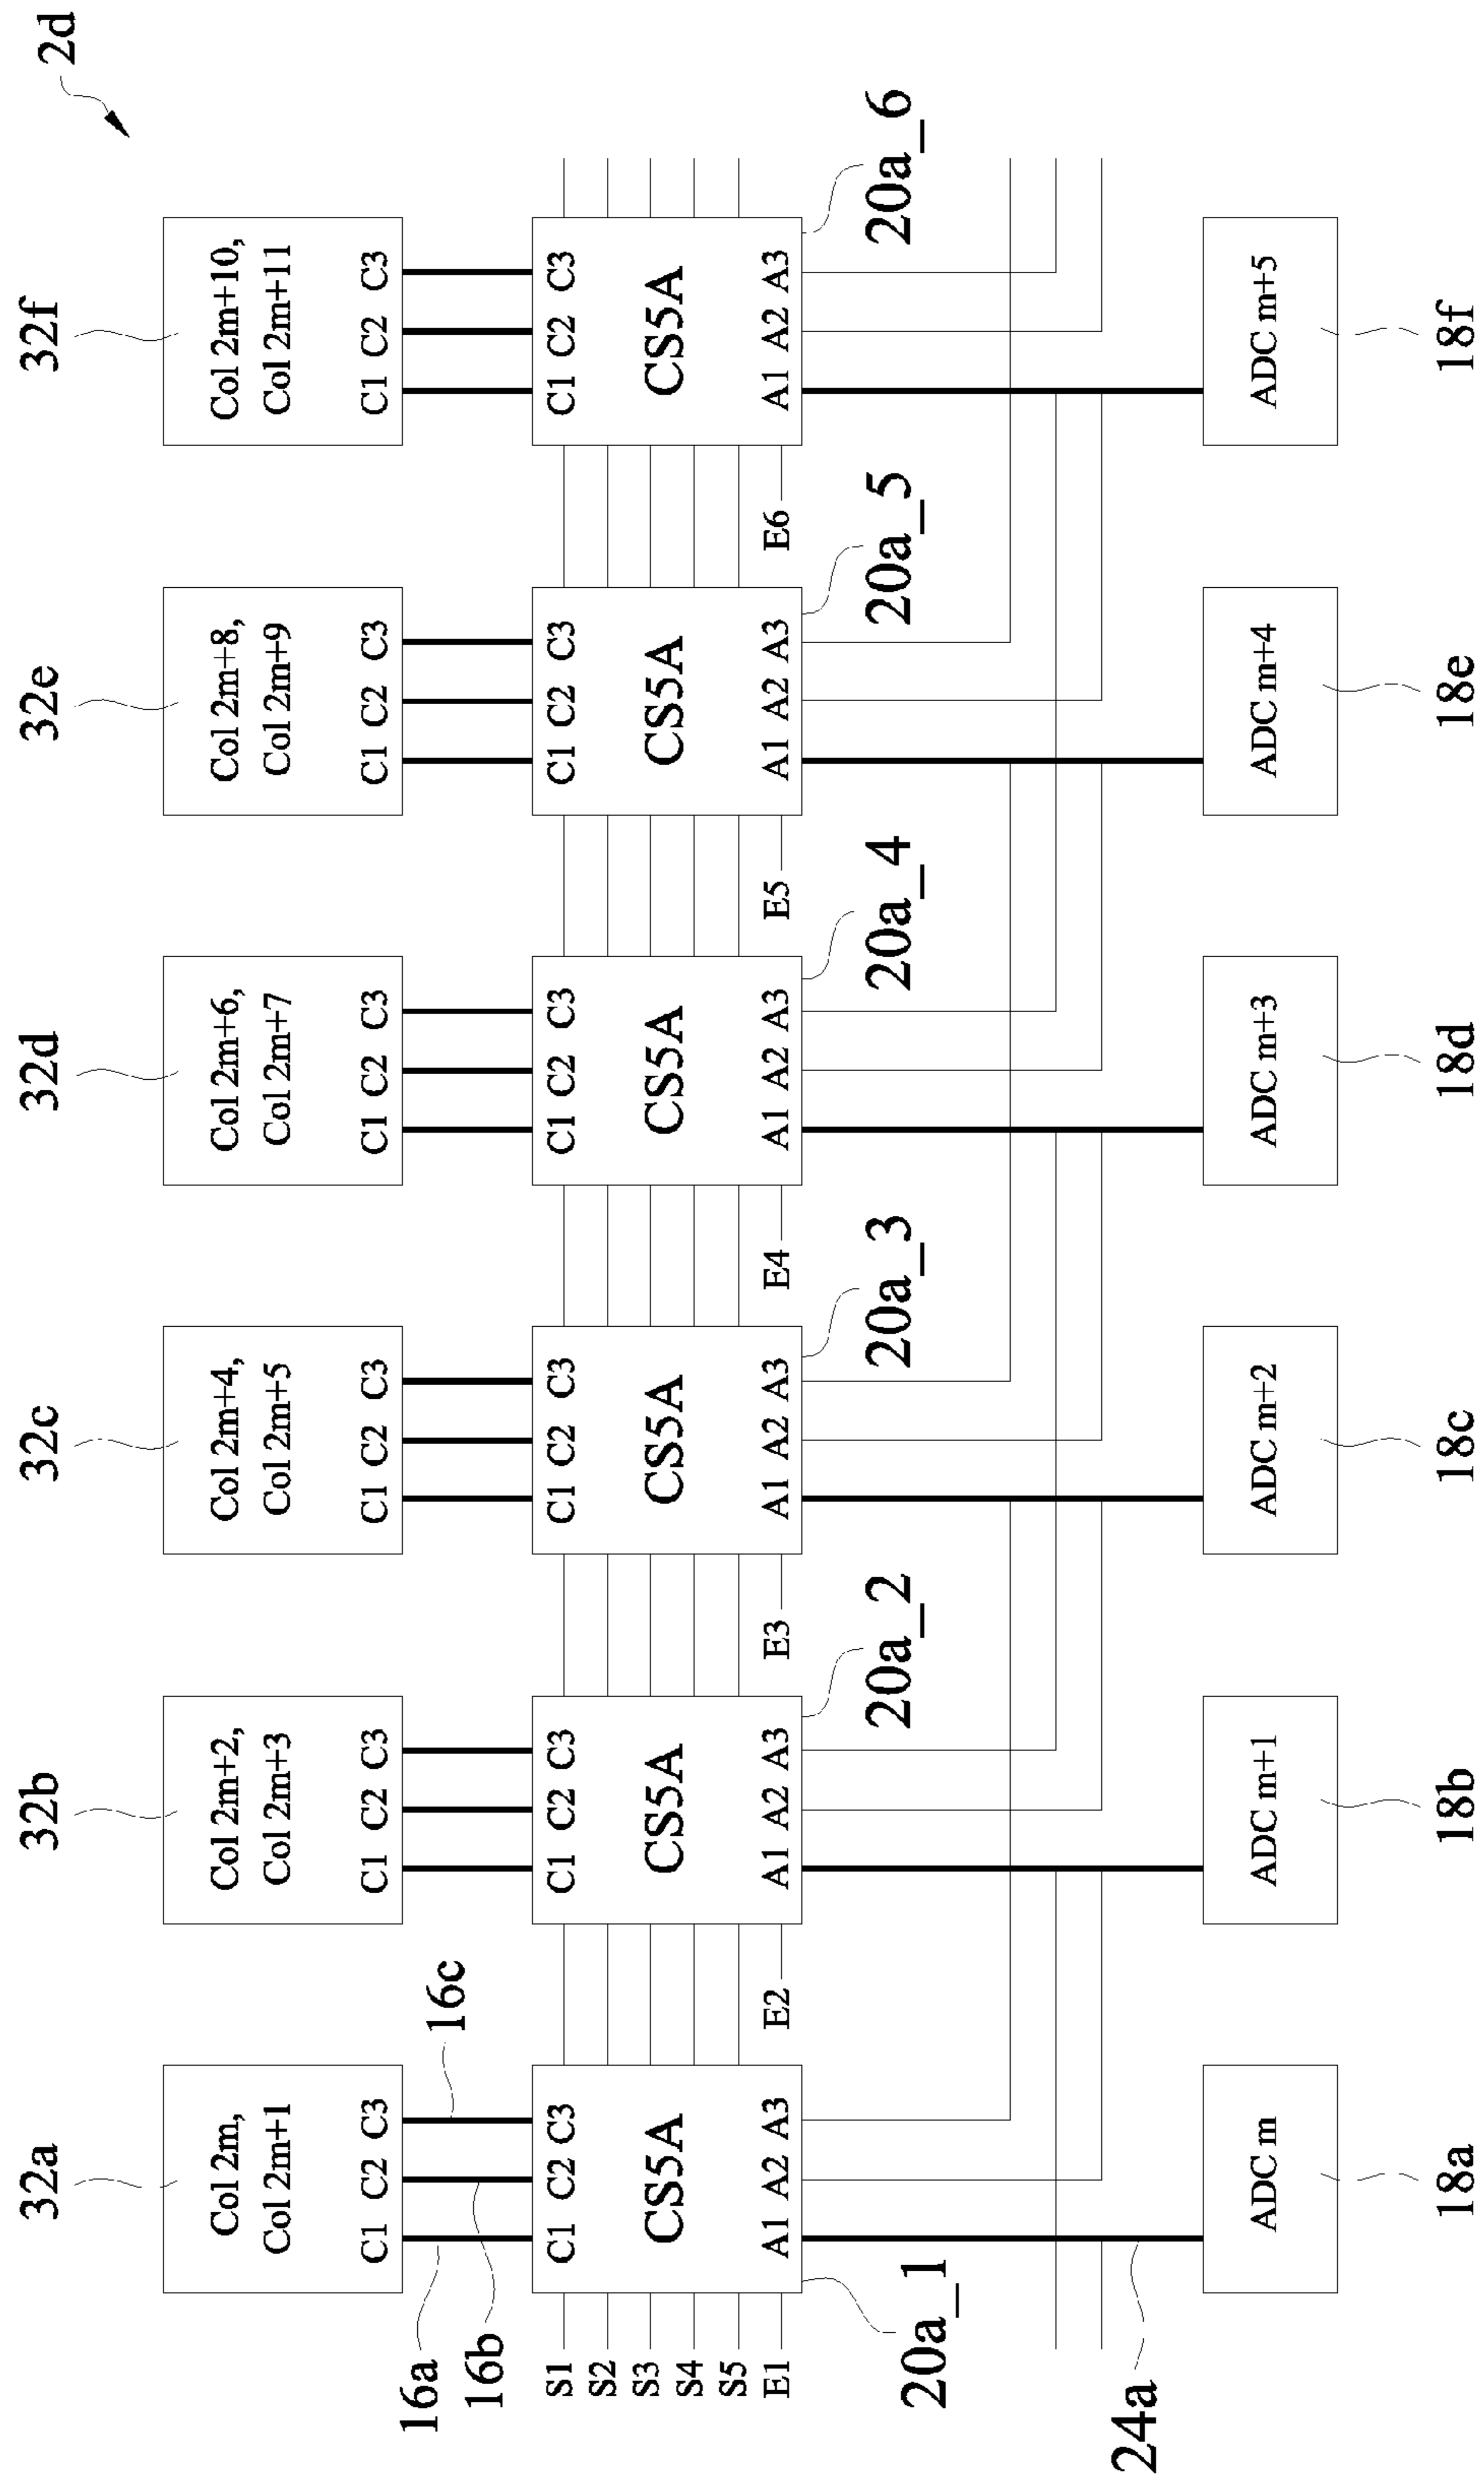 2d
32a
32b
32c
32d
32e
32f
Col 2m,
Col 2m+1
C1 C2 C3
Col 2m+2,
Col 2m+3
C1 C2 C3
Col 2m+4,
Col 2m+5
C1 C2 C3
Col 2m+6,
Col 2m+7
C1 C2 C3
Col 2m+8,
Col 2m+9
C1 C2 C3
Col 2m+10,
Col 2m+11
C1 C2 C3
16a
16b
16c
S1
S2
S3
S4
S5
E1
C1 C2 C3
CS5A
A1 A2 A3
E2
C1 C2 C3
CS5A
A1 A2 A3
E3
C1 C2 C3
CS5A
A1 A2 A3
E4
C1 C2 C3
CS5A
A1 A2 A3
E5
C1 C2 C3
CS5A
A1 A2 A3
E6
C1 C2 C3
CS5A
A1 A2 A3
20a_1
20a_2
20a_3
20a_4
20a_5
20a_6
24a
ADC m
ADC m+1
ADC m+2
ADC m+3
ADC m+4
ADC m+5
18a
18b
18c
18d
18e
18f